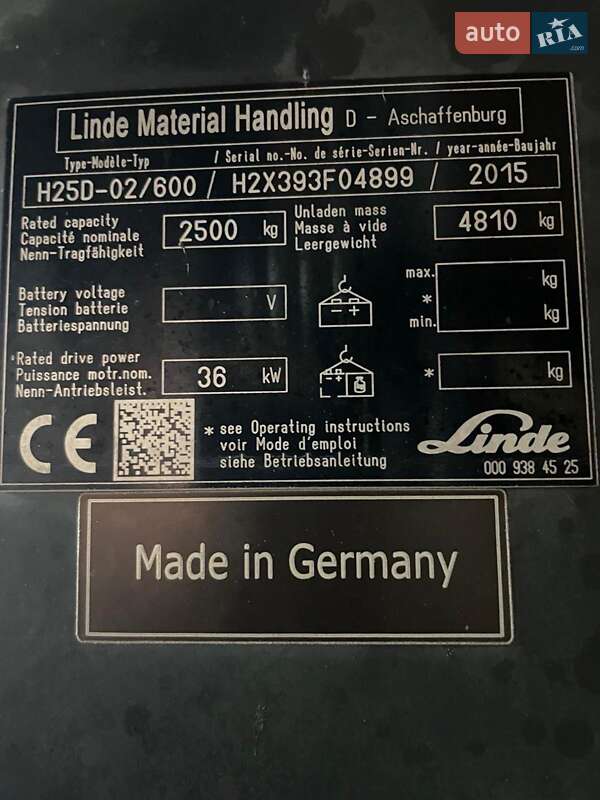 auto RIA.com
Linde Material Handling D - Aschaffenburg
Type-Modèle-Typ / Serial no.-No. de série-Serien-Nr. / year-année-Baujahr
H25D-02/600 / H2X393F04899 / 2015
Rated capacity
Capacité nominale
Nenn-Tragfähigkeit
2500 kg
Unladen mass
Masse à vide
Leergewicht
4810 kg
Battery voltage
Tension batterie
Batteriespannung
V
- +
max. kg
*
min. kg
Rated drive power
Puissance motr.nom.
Nenn-Antriebsleist.
36 kW
- +
* kg
CE
* see Operating instructions
voir Mode d'emploi
siehe Betriebsanleitung
Linde
000 938 45 25
Made in Germany